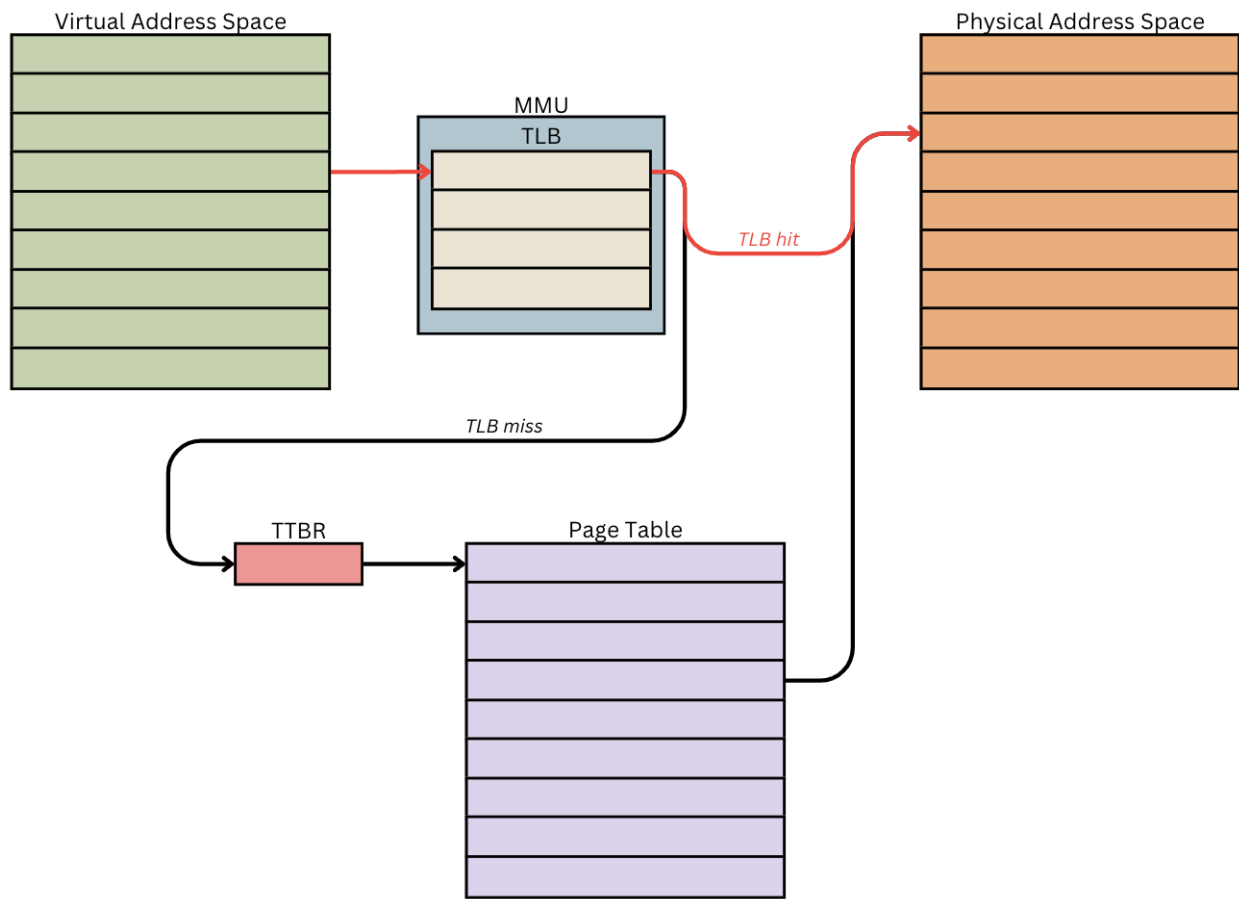 Virtual Address Space
Physical Address Space
MMU
TLB
TLB hit
TLB miss
TTBR
Page Table